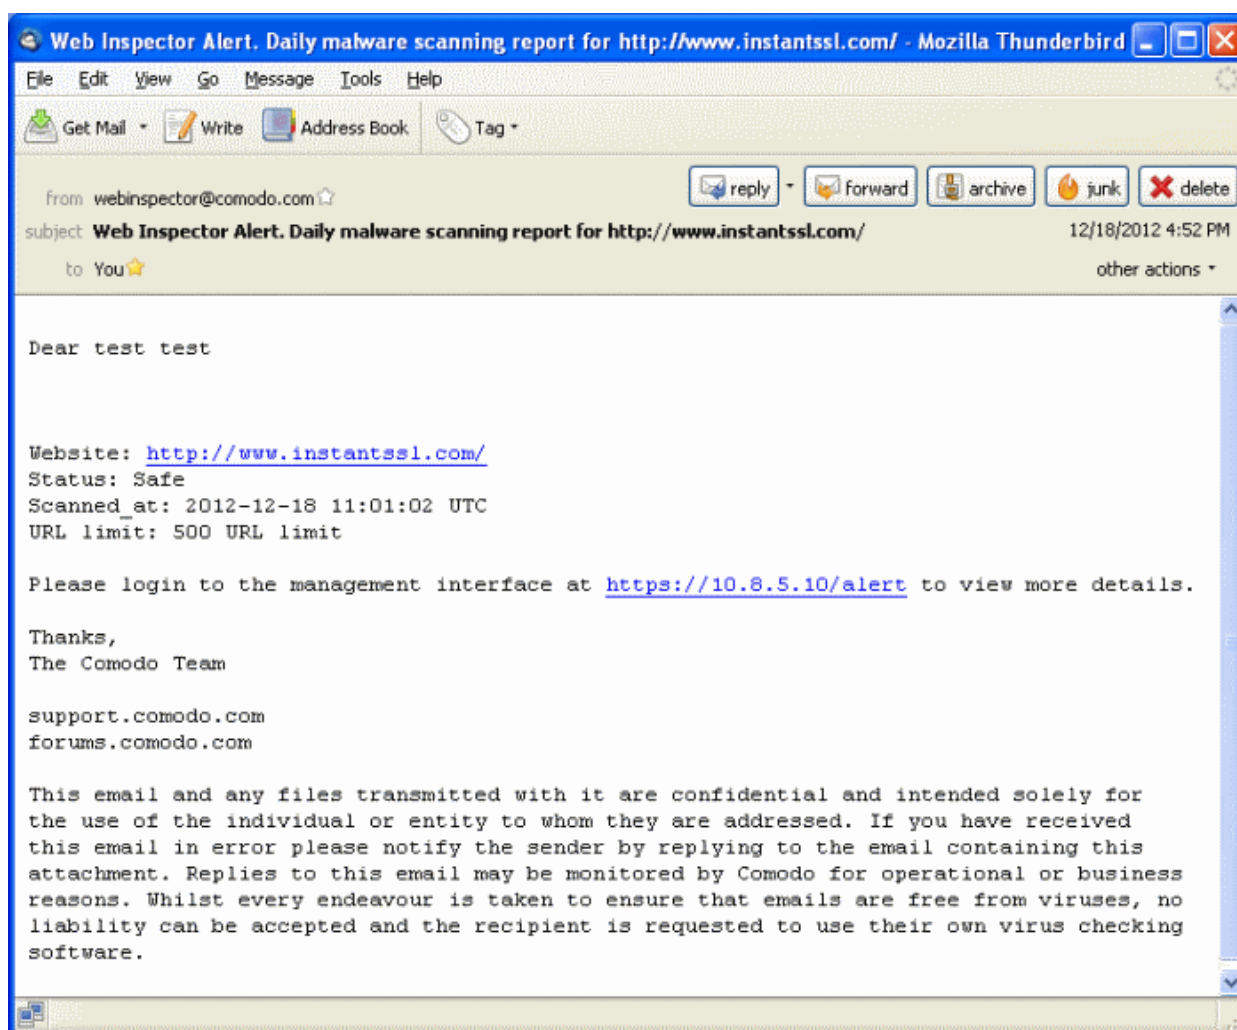 Web Inspector Alert. Daily malware scanning report for http://www.instantssl.com/ - Mozilla Thunderbird
File Edit View Go Message Tools Help
Get Mail Write Address Book Tag
from webinspector@comodo.com reply forward archive junk delete
subject Web Inspector Alert. Daily malware scanning report for http://www.instantssl.com/ 12/18/2012 4:52 PM
to You other actions
Dear test test
Website: http://www.instantssl.com/
Status: Safe
Scanned_at: 2012-12-18 11:01:02 UTC
URL limit: 500 URL limit
Please login to the management interface at https://10.8.5.10/alert to view more details.
Thanks,
The Comodo Team
support.comodo.com
forums.comodo.com
This email and any files transmitted with it are confidential and intended solely for
the use of the individual or entity to whom they are addressed. If you have received
this email in error please notify the sender by replying to the email containing this
attachment. Replies to this email may be monitored by Comodo for operational or business
reasons. Whilst every endeavour is taken to ensure that emails are free from viruses, no
liability can be accepted and the recipient is requested to use their own virus checking
software.